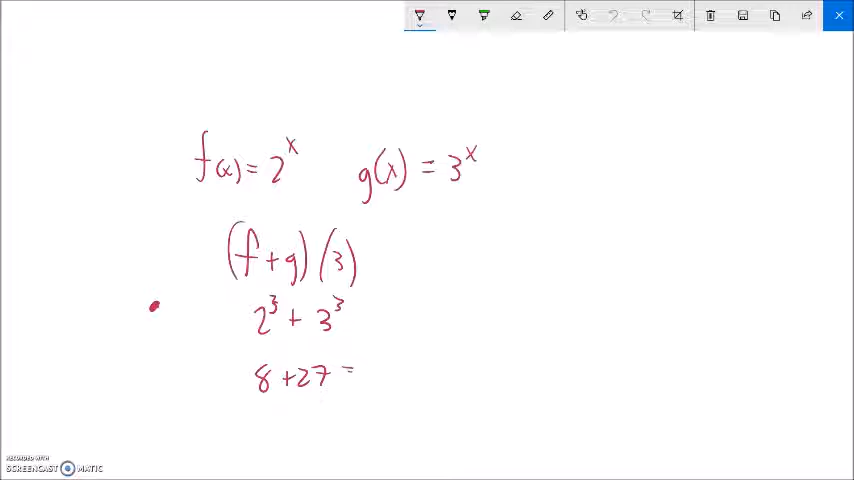 f(x) = 2^x    g(x) = 3^x
(f+g)(3)
2^3 + 3^3
8+27 =
RECORDED WITH
SCREENCAST MATIC